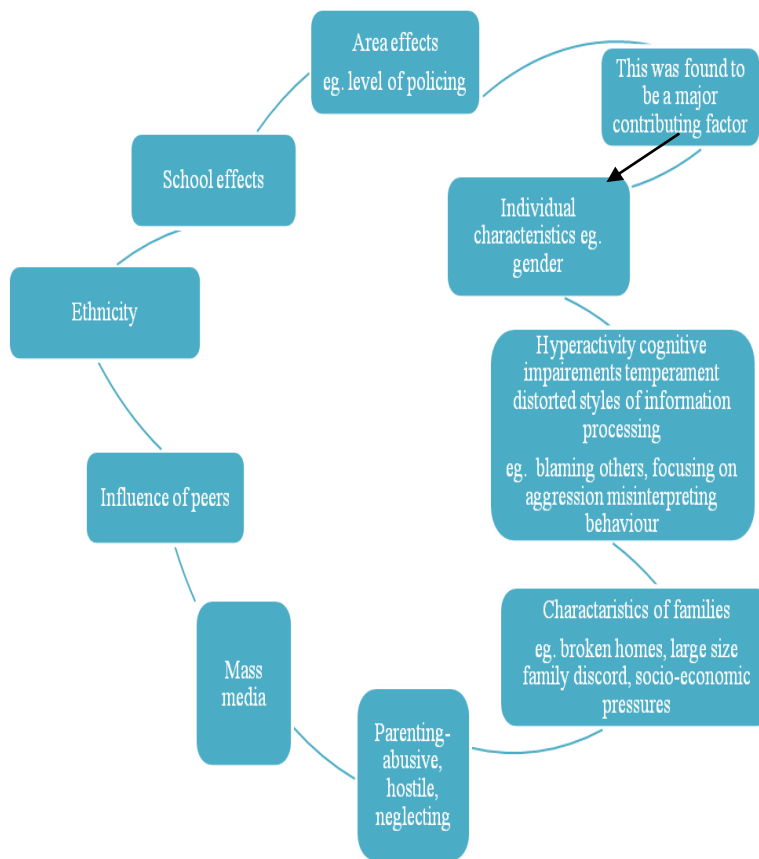 Area effects
eg. level of policing
This was found to
be a major
contributing factor
Individual
characteristics eg.
gender
Hyperactivity cognitive
impairements temperament
distorted styles of information
processing
eg.  blaming others, focusing on
aggression misinterpreting
behaviour
Charactaristics of families
eg. broken homes, large size
family discord, socio-economic
pressures
Parenting-
abusive,
hostile,
neglecting
Mass
media
Influence of peers
Ethnicity
School effects